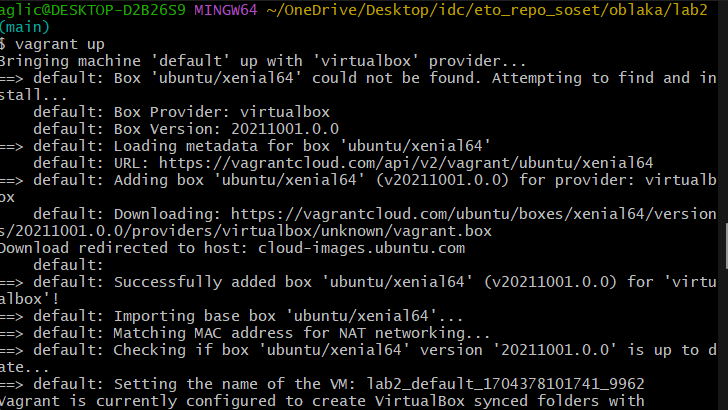 aglic@DESKTOP-D2B26S9 MINGW64 ~/OneDrive/Desktop/idc/eto_repo_soset/oblaka/lab2
(main)
$ vagrant up
Bringing machine 'default' up with 'virtualbox' provider...
==> default: Box 'ubuntu/xenial64' could not be found. Attempting to find and in
stall...
    default: Box Provider: virtualbox
    default: Box Version: 20211001.0.0
==> default: Loading metadata for box 'ubuntu/xenial64'
    default: URL: https://vagrantcloud.com/api/v2/vagrant/ubuntu/xenial64
==> default: Adding box 'ubuntu/xenial64' (v20211001.0.0) for provider: virtualb
ox
    default: Downloading: https://vagrantcloud.com/ubuntu/boxes/xenial64/version
s/20211001.0.0/providers/virtualbox/unknown/vagrant.box
Download redirected to host: cloud-images.ubuntu.com
    default:
==> default: Successfully added box 'ubuntu/xenial64' (v20211001.0.0) for 'virtu
albox'!
==> default: Importing base box 'ubuntu/xenial64'...
==> default: Matching MAC address for NAT networking...
==> default: Checking if box 'ubuntu/xenial64' version '20211001.0.0' is up to d
ate...
==> default: Setting the name of the VM: lab2_default_1704378101741_9962
Vagrant is currently configured to create VirtualBox synced folders with